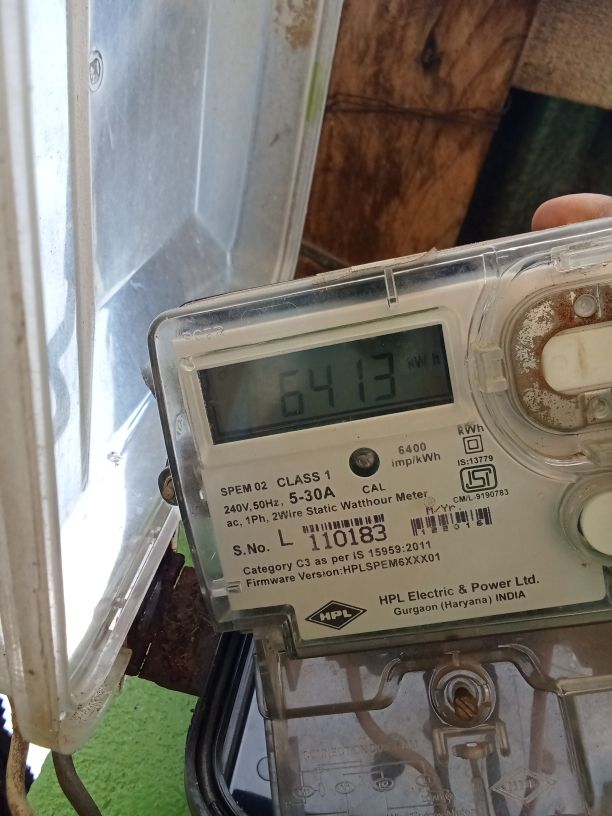 6413 kWh
6400
imp/kWh
kWh
IS:13779
CM/L-9190783
SPEM 02 CLASS 1
240V,50Hz, 5-30A CAL
ac, 1Ph, 2Wire Static Watthour Meter
M/Yr.
S.No. L 110183
Category C3 as per IS 15959:2011
Firmware Version:HPLSPEM6XXX01
HPL
HPL Electric & Power Ltd.
Gurgaon (Haryana) INDIA